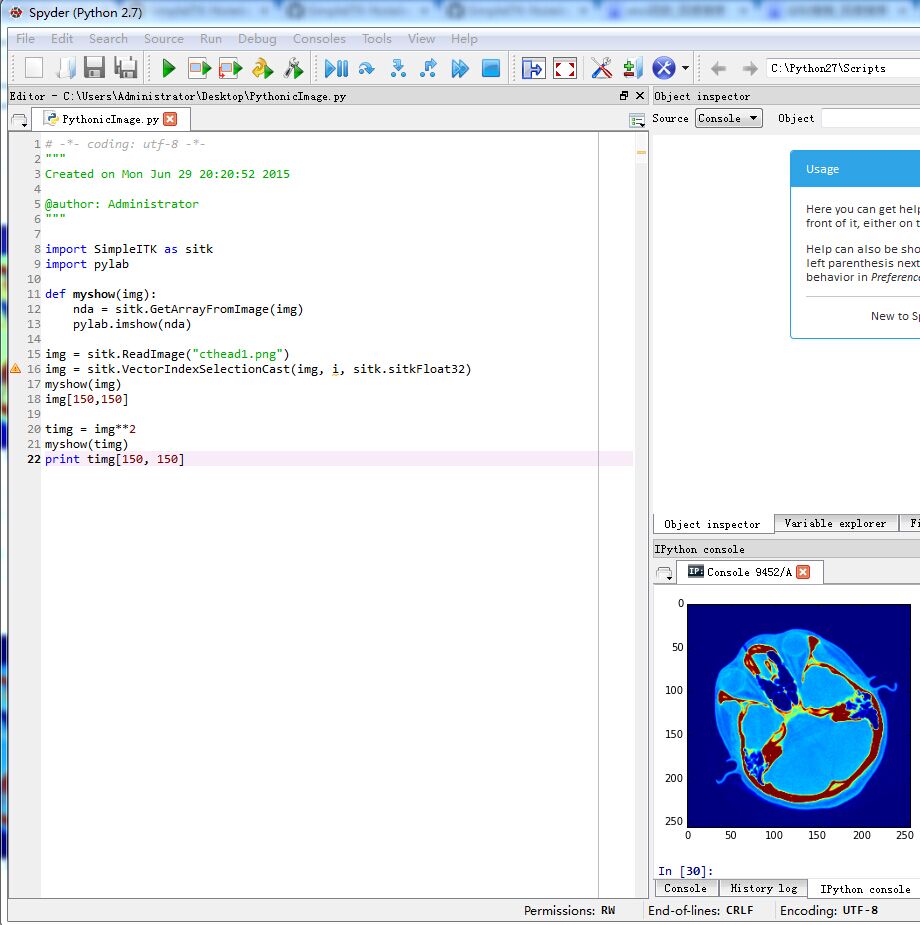 Spyder (Python 2.7)
File Edit Search Source Run Debug Consoles Tools View Help
C:\Python27\Scripts
Editor - C:\Users\Administrator\Desktop\PythonicImage.py
PythonicImage.py
1 # -*- coding: utf-8 -*-
2 """
3 Created on Mon Jun 29 20:20:52 2015
4
5 @author: Administrator
6 """
7
8 import SimpleITK as sitk
9 import pylab
10
11 def myshow(img):
12     nda = sitk.GetArrayFromImage(img)
13     pylab.imshow(nda)
14
15 img = sitk.ReadImage("cthead1.png")
16 img = sitk.VectorIndexSelectionCast(img, i, sitk.sitkFloat32)
17 myshow(img)
18 img[150,150]
19
20 timg = img**2
21 myshow(timg)
22 print timg[150, 150]
Object inspector
Source Console Object
Usage
Here you can get help
front of it, either on t
Help can also be sho
left parenthesis next
behavior in Preference
New to Sp
Object inspector Variable explorer Fi
IPython console
IP: Console 9452/A
0
50
100
150
200
250
0 50 100 150 200 250
In [30]:
Console History log IPython console
Permissions: RW End-of-lines: CRLF Encoding: UTF-8